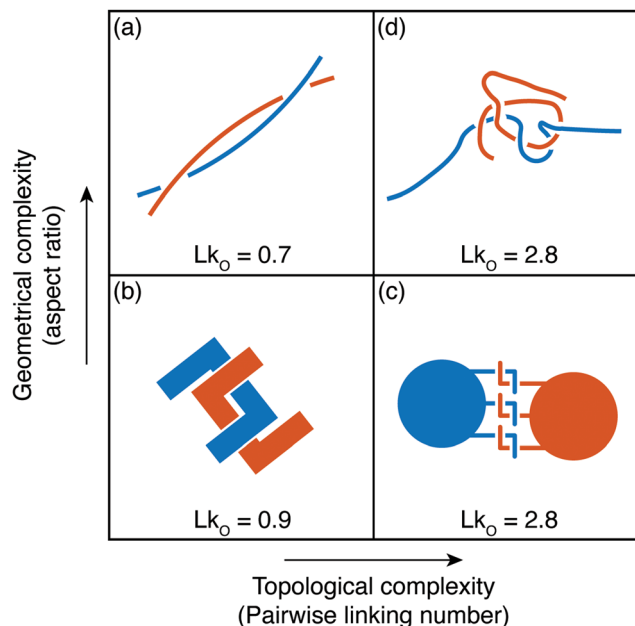 (a)
(d)
Lk_O = 0.7
Lk_O = 2.8
(b)
(c)
Lk_O = 0.9
Lk_O = 2.8
Geometrical complexity
(aspect ratio)
Topological complexity
(Pairwise linking number)